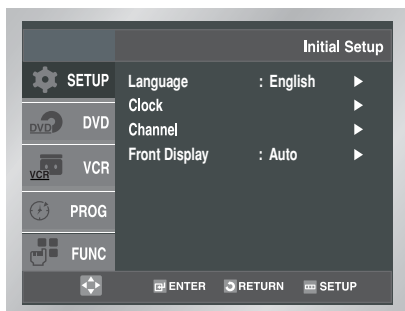 Initial Setup
SETUP
DVD DVD
VCR VCR
PROG
FUNC
Language : English ►
Clock ►
Channel ►
Front Display : Auto ►
ENTER RETURN SETUP